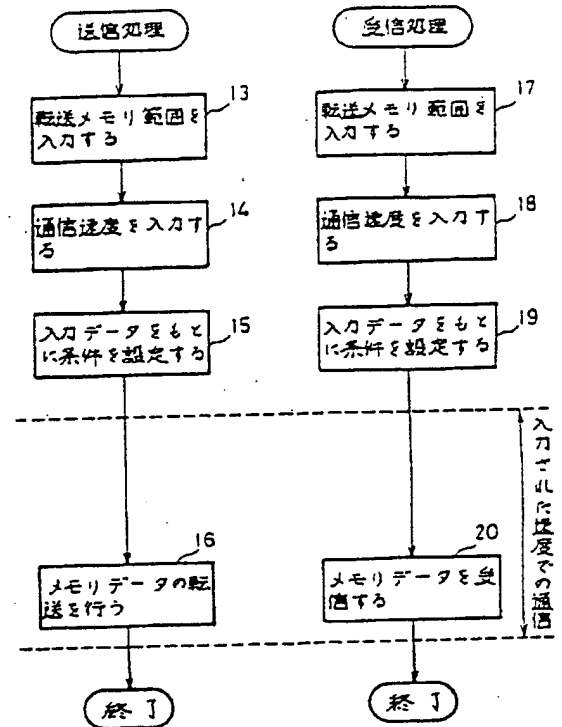 送信処理
13
転送メモリ範囲を
入力する
14
通信速度を入力す
る
15
入力データをもと
に条件を設定する
16
メモリデータの転
送を行う
終了
受信処理
17
転送メモリ範囲を
入力する
18
通信速度を入力す
る
19
入力データをもと
に条件を設定する
20
メモリデータを受
信する
終了
入力された速度での通信